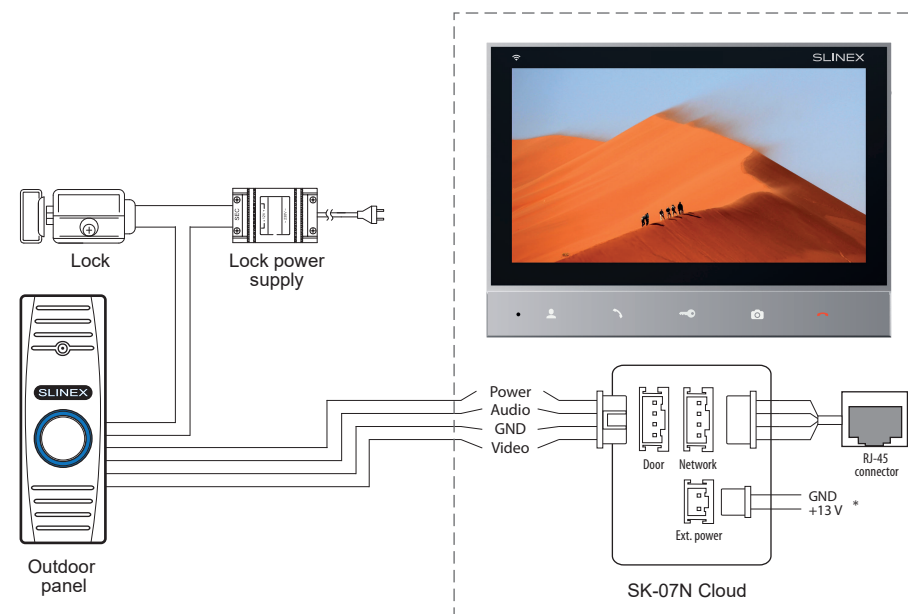 SLINEX
SEC
Lock
Lock power
supply
SLINEX
Power
Audio
GND
Video
Door
Network
RJ-45
connector
GND
+13 V *
Ext. power
Outdoor
panel
SK-07N Cloud